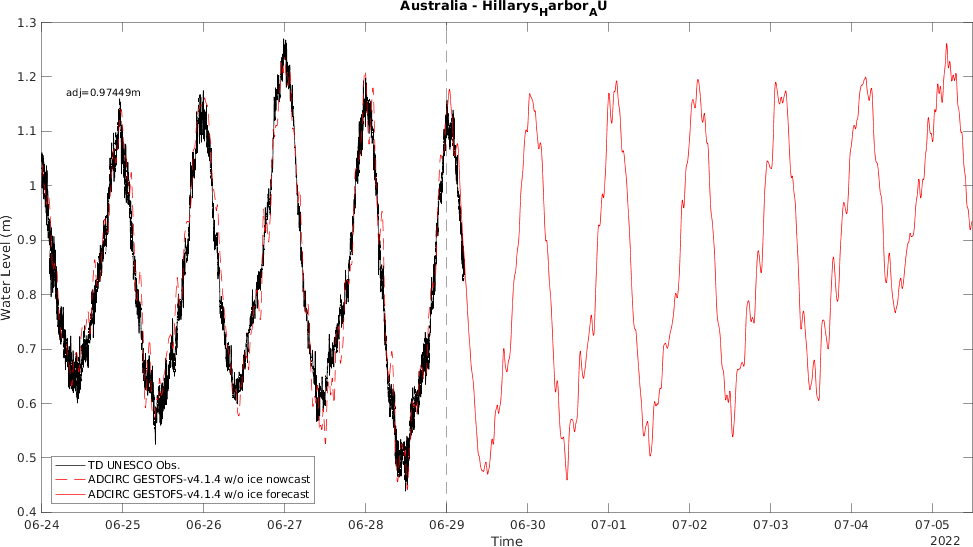 Australia - Hillarys_Harbor_AU
1.3
1.2
adj=0.97449m
1.1
1
0.9
0.8
0.7
0.6
0.5
0.4
Water Level (m)
TD UNESCO Obs.
ADCIRC GESTOFS-v4.1.4 w/o ice nowcast
ADCIRC GESTOFS-v4.1.4 w/o ice forecast
06-24 06-25 06-26 06-27 06-28 06-29 06-30 07-01 07-02 07-03 07-04 07-05
Time
2022